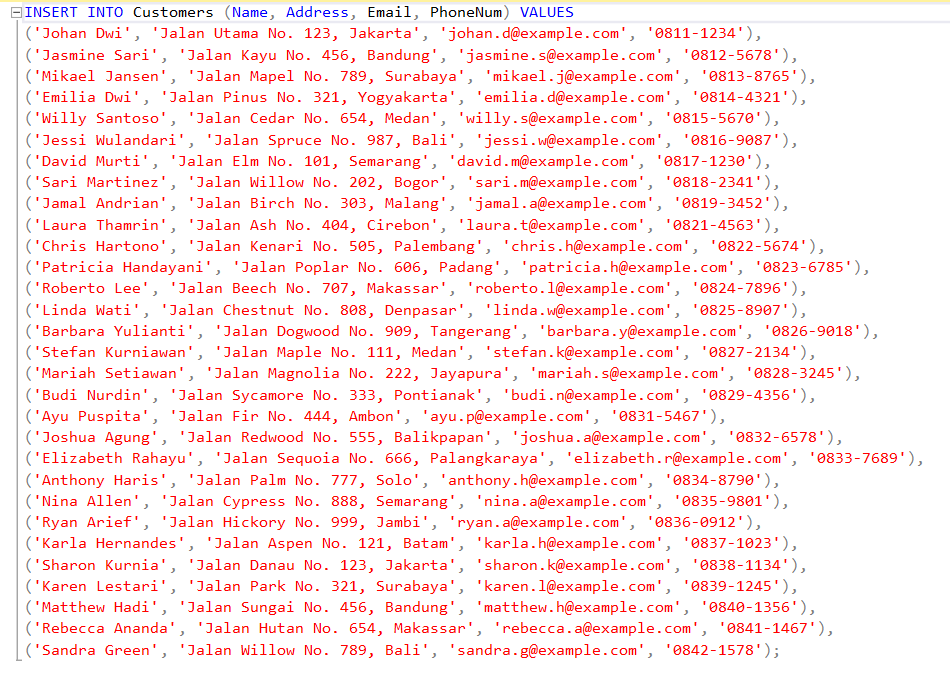 INSERT INTO Customers (Name, Address, Email, PhoneNum) VALUES
('Johan Dwi', 'Jalan Utama No. 123, Jakarta', 'johan.d@example.com', '0811-1234'),
('Jasmine Sari', 'Jalan Kayu No. 456, Bandung', 'jasmine.s@example.com', '0812-5678'),
('Mikael Jansen', 'Jalan Mapel No. 789, Surabaya', 'mikael.j@example.com', '0813-8765'),
('Emilia Dwi', 'Jalan Pinus No. 321, Yogyakarta', 'emilia.d@example.com', '0814-4321'),
('Willy Santoso', 'Jalan Cedar No. 654, Medan', 'willy.s@example.com', '0815-5670'),
('Jessi Wulandari', 'Jalan Spruce No. 987, Bali', 'jessi.w@example.com', '0816-9087'),
('David Murti', 'Jalan Elm No. 101, Semarang', 'david.m@example.com', '0817-1230'),
('Sari Martinez', 'Jalan Willow No. 202, Bogor', 'sari.m@example.com', '0818-2341'),
('Jamal Andrian', 'Jalan Birch No. 303, Malang', 'jamal.a@example.com', '0819-3452'),
('Laura Thamrin', 'Jalan Ash No. 404, Cirebon', 'laura.t@example.com', '0821-4563'),
('Chris Hartono', 'Jalan Kenari No. 505, Palembang', 'chris.h@example.com', '0822-5674'),
('Patricia Handayani', 'Jalan Poplar No. 606, Padang', 'patricia.h@example.com', '0823-6785'),
('Roberto Lee', 'Jalan Beech No. 707, Makassar', 'roberto.l@example.com', '0824-7896'),
('Linda Wati', 'Jalan Chestnut No. 808, Denpasar', 'linda.w@example.com', '0825-8907'),
('Barbara Yulianti', 'Jalan Dogwood No. 909, Tangerang', 'barbara.y@example.com', '0826-9018'),
('Stefan Kurniawan', 'Jalan Maple No. 111, Medan', 'stefan.k@example.com', '0827-2134'),
('Mariah Setiawan', 'Jalan Magnolia No. 222, Jayapura', 'mariah.s@example.com', '0828-3245'),
('Budi Nurdin', 'Jalan Sycamore No. 333, Pontianak', 'budi.n@example.com', '0829-4356'),
('Ayu Puspita', 'Jalan Fir No. 444, Ambon', 'ayu.p@example.com', '0831-5467'),
('Joshua Agung', 'Jalan Redwood No. 555, Balikpapan', 'joshua.a@example.com', '0832-6578'),
('Elizabeth Rahayu', 'Jalan Sequoia No. 666, Palangkaraya', 'elizabeth.r@example.com', '0833-7689'),
('Anthony Haris', 'Jalan Palm No. 777, Solo', 'anthony.h@example.com', '0834-8790'),
('Nina Allen', 'Jalan Cypress No. 888, Semarang', 'nina.a@example.com', '0835-9801'),
('Ryan Arief', 'Jalan Hickory No. 999, Jambi', 'ryan.a@example.com', '0836-0912'),
('Karla Hernandes', 'Jalan Aspen No. 121, Batam', 'karla.h@example.com', '0837-1023'),
('Sharon Kurnia', 'Jalan Danau No. 123, Jakarta', 'sharon.k@example.com', '0838-1134'),
('Karen Lestari', 'Jalan Park No. 321, Surabaya', 'karen.l@example.com', '0839-1245'),
('Matthew Hadi', 'Jalan Sungai No. 456, Bandung', 'matthew.h@example.com', '0840-1356'),
('Rebecca Ananda', 'Jalan Hutan No. 654, Makassar', 'rebecca.a@example.com', '0841-1467'),
('Sandra Green', 'Jalan Willow No. 789, Bali', 'sandra.g@example.com', '0842-1578');